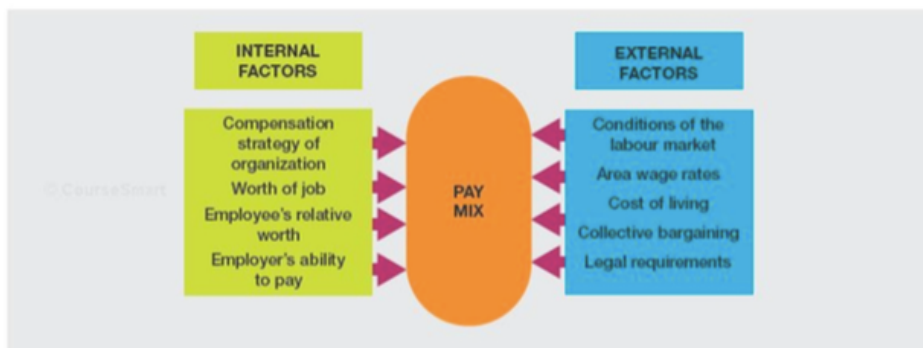 INTERNAL
FACTORS
Compensation
strategy of
organization
Worth of job
Employee's relative
worth
Employer's ability
to pay
© CourseSmart
PAY
MIX
EXTERNAL
FACTORS
Conditions of the
labour market
Area wage rates
Cost of living
Collective bargaining
Legal requirements